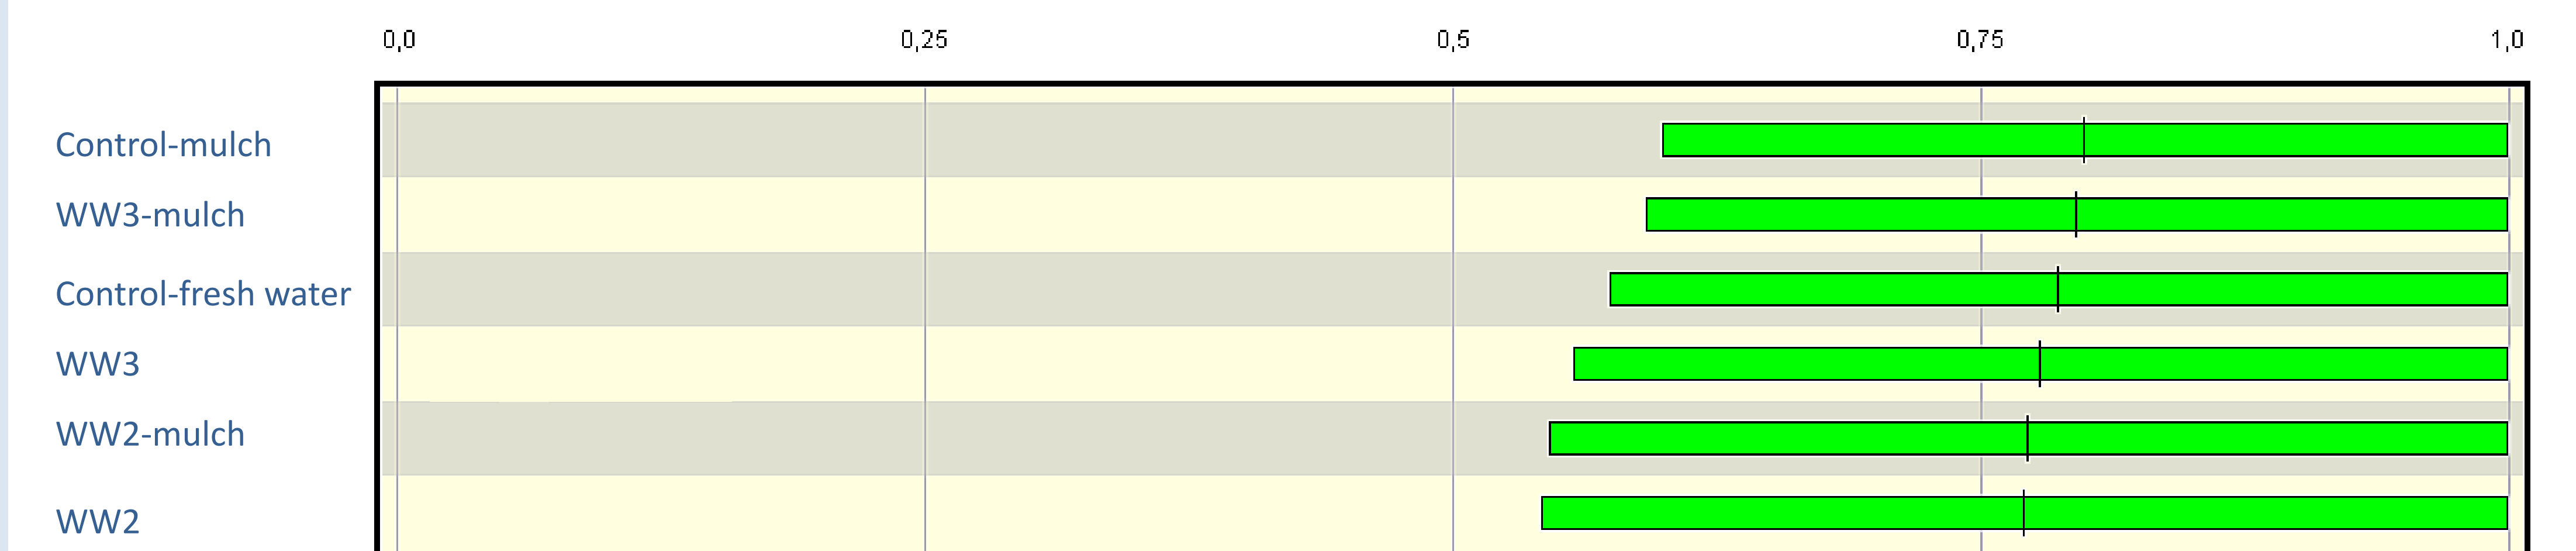 0,0 0,25 0,5 0,75 1,0
Control-mulch
WW3-mulch
Control-fresh water
WW3
WW2-mulch
WW2